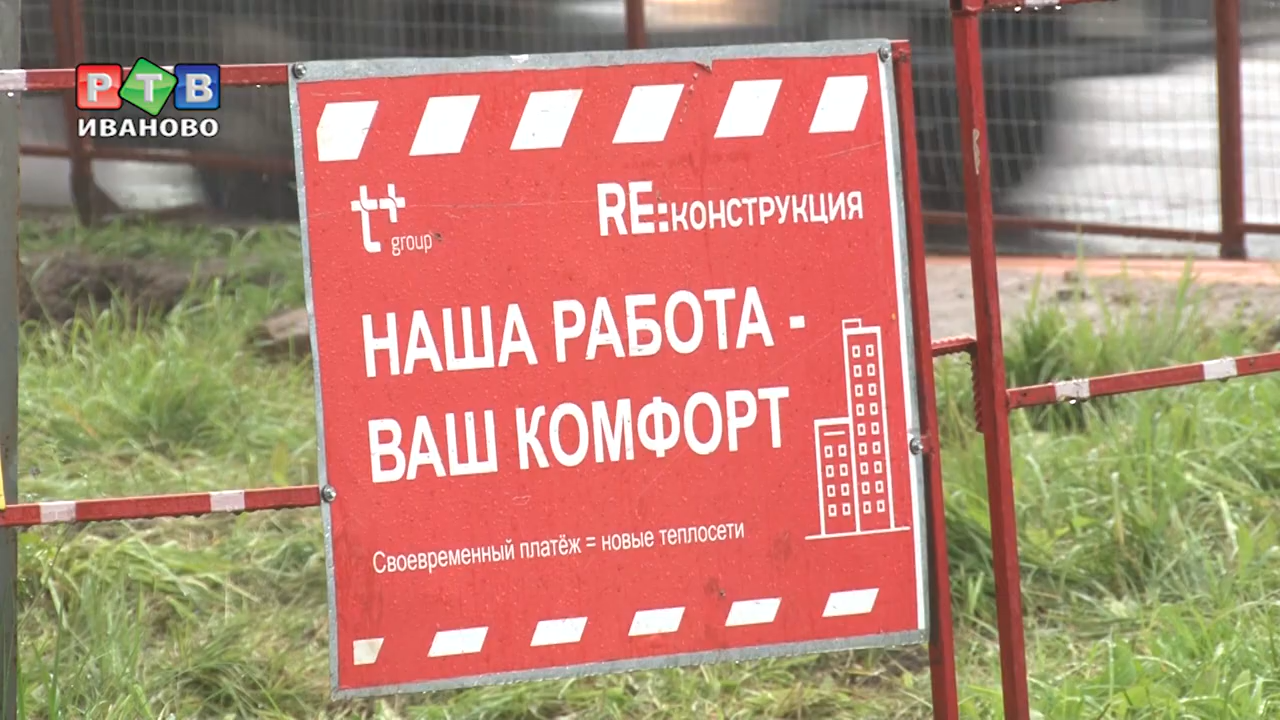 РТВ
ИВАНОВО
t+
group
RE:КОНСТРУКЦИЯ
НАША РАБОТА -
ВАШ КОМФОРТ
Своевременный платёж = новые теплосети